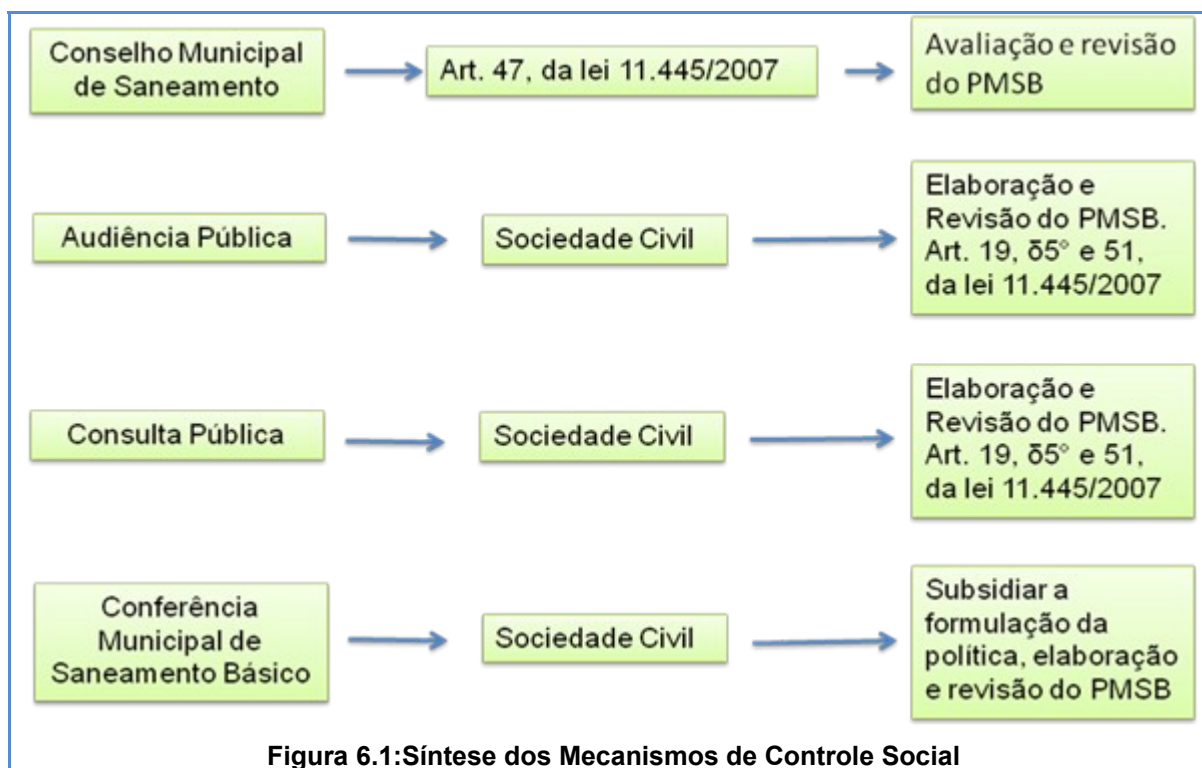 Conselho Municipal
de Saneamento
Art. 47, da lei 11.445/2007
Avaliação e revisão
do PMSB
Audiência Pública
Sociedade Civil
Elaboração e
Revisão do PMSB.
Art. 19, δ5° e 51,
da lei 11.445/2007
Consulta Pública
Sociedade Civil
Elaboração e
Revisão do PMSB.
Art. 19, δ5° e 51,
da lei 11.445/2007
Conferência
Municipal de
Saneamento Básico
Sociedade Civil
Subsidiar a
formulação da
política, elaboração
e revisão do PMSB
Figura 6.1:Síntese dos Mecanismos de Controle Social